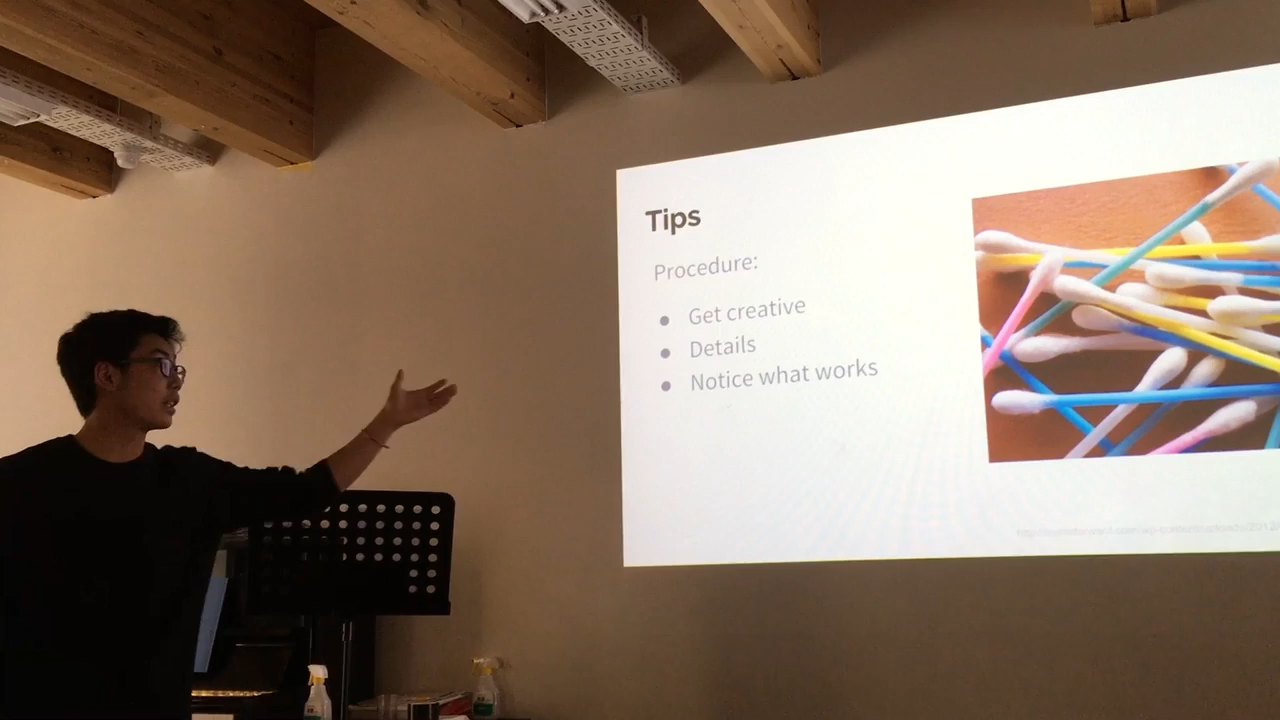 Tips
Procedure:
● Get creative
● Details
● Notice what works